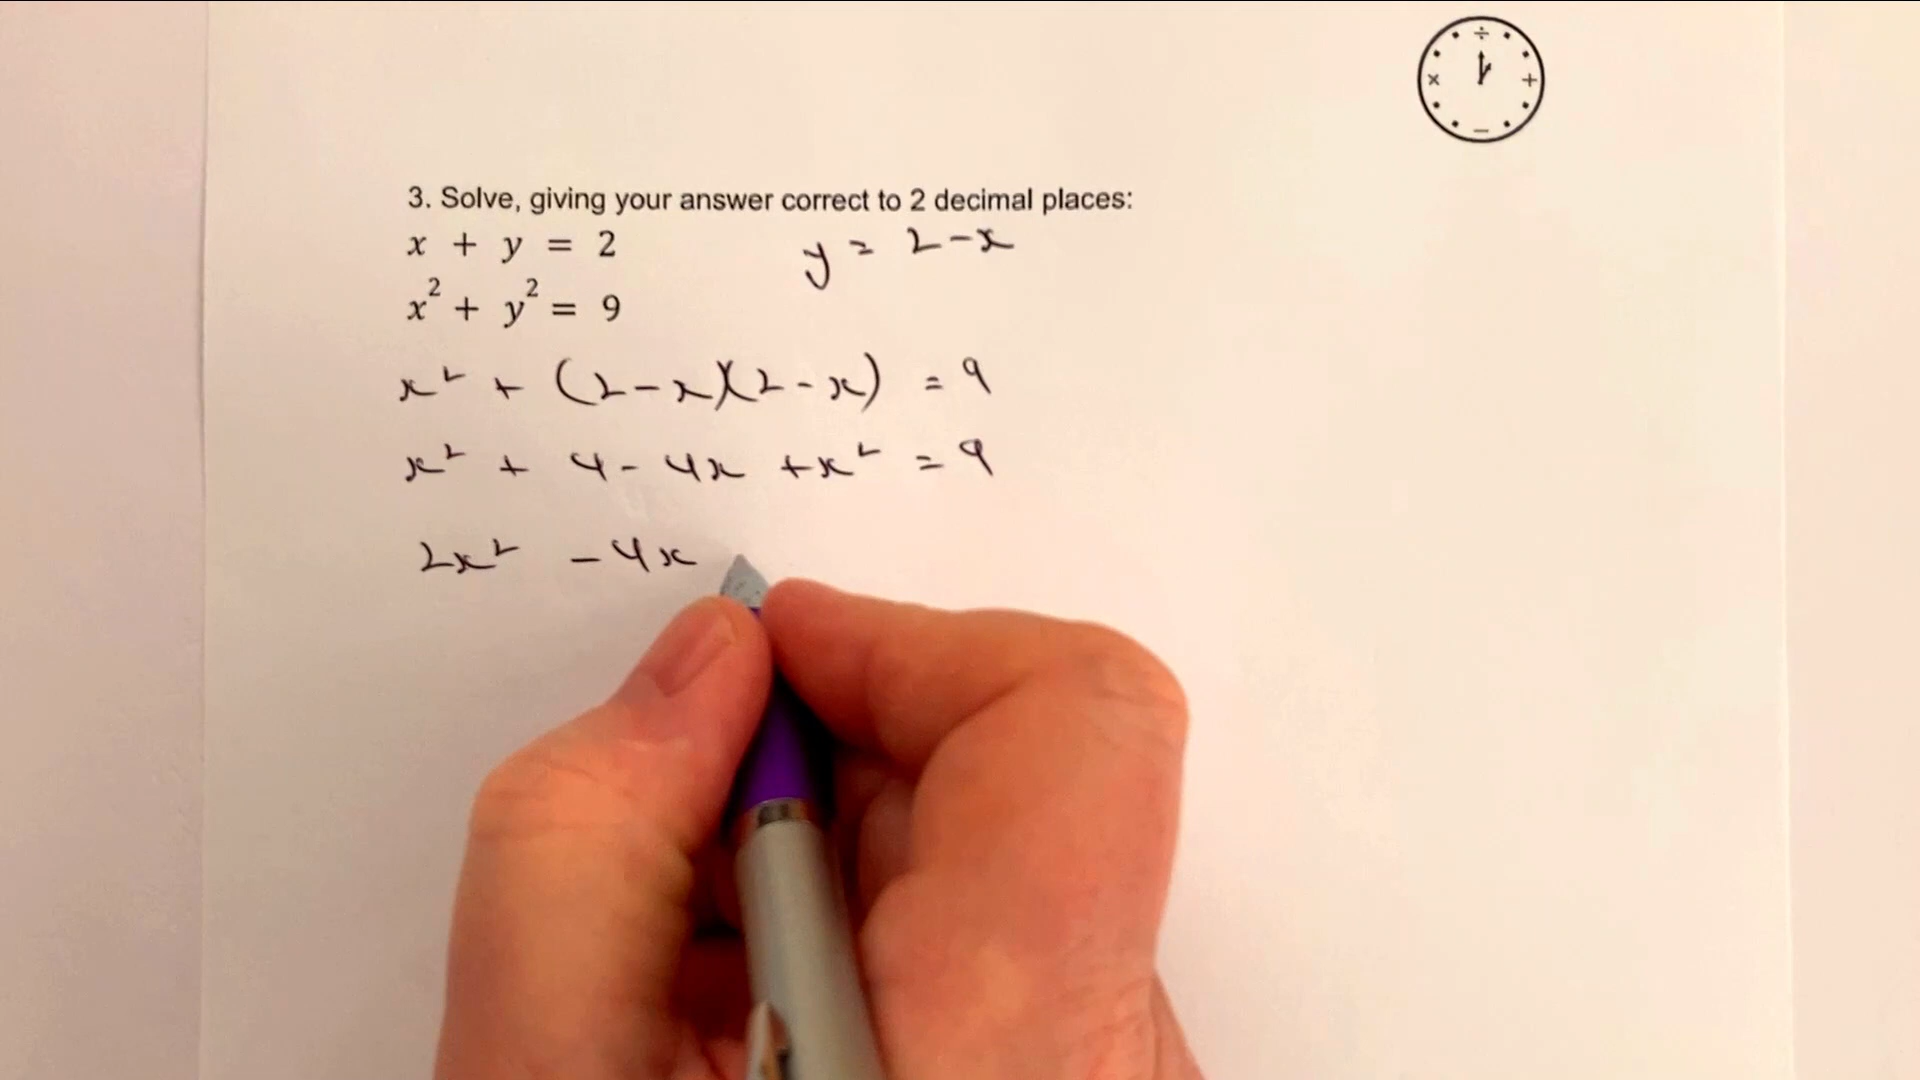 ÷
× +
−
3. Solve, giving your answer correct to 2 decimal places:
x + y = 2 y = 2-x
x² + y² = 9
x² + (2-x)(2-x) = 9
x² + 4 - 4x + x² = 9
2x² - 4x